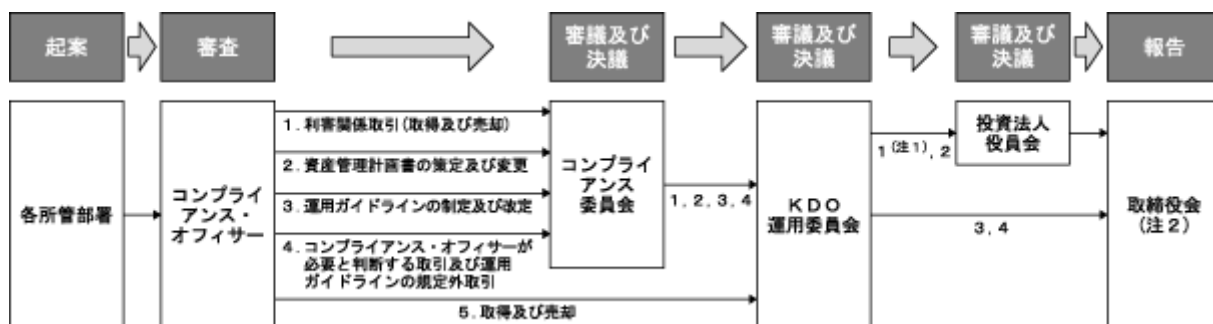 起案
審査
審議及び
決議
審議及び
決議
審議及び
決議
報告
各所管部署
コンプライ
アンス・
オフィサー
1．利害関係取引(取得及び売却)
2．資産管理計画書の策定及び変更
3．運用ガイドラインの制定及び改定
4．コンプライアンス・オフィサーが
必要と判断する取引及び運用
ガイドラインの規定外取引
5．取得及び売却
コンプライ
アンス
委員会
1, 2, 3, 4
KDO
運用委員会
1(注1), 2
3, 4
投資法人
役員会
取締役会
(注2)